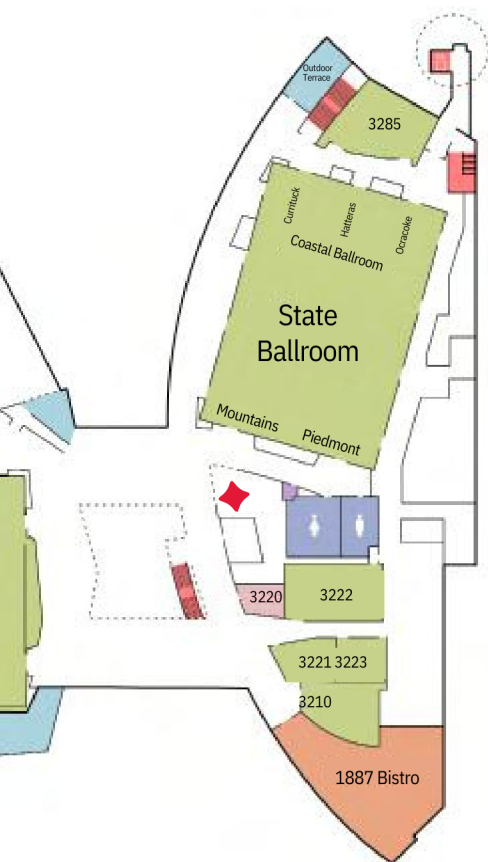 Outdoor
Terrace
3285
Currituck
Hatteras
Ocracoke
Coastal Ballroom
State
Ballroom
Mountains
Piedmont
3220
3222
3221 3223
3210
1887 Bistro